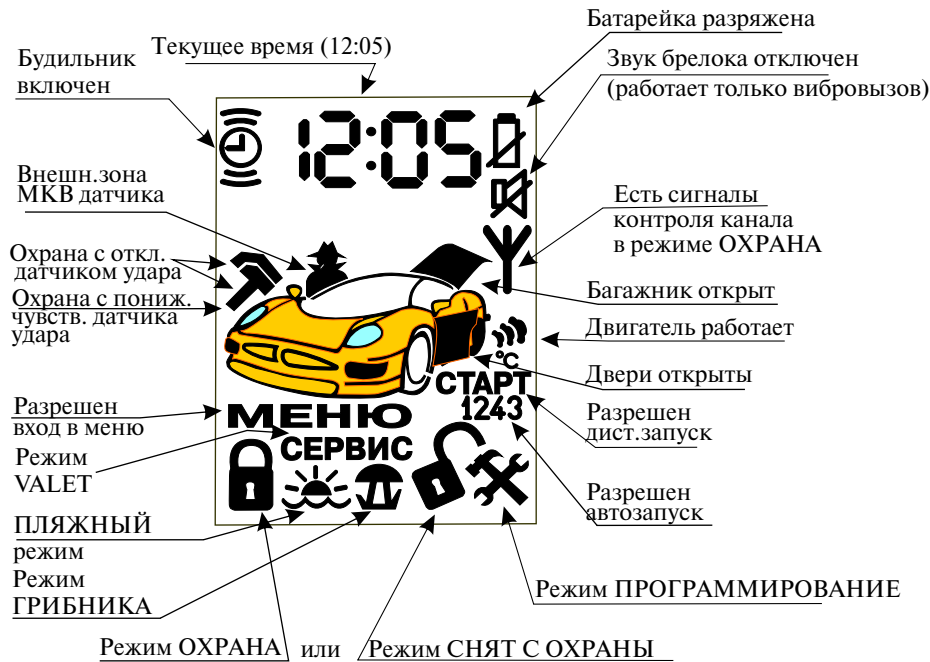 Батарейка разряжена
Текущее время (12:05)
Будильник
включен
Звук брелока отключен
(работает только вибровызов)
12:05
Внешн.зона
МКВ датчика
Есть сигналы
контроля канала
в режиме ОХРАНА
Охрана с откл.
датчиком удара
Охрана с пониж.
чувств. датчика
удара
Багажник открыт
Двигатель работает
°C
Двери открыты
СТАРТ
1243
Разрешен
вход в меню
МЕНЮ
СЕРВИС
Разрешен
дист.запуск
Режим
VALET
Разрешен
автозапуск
ПЛЯЖНЫЙ
режим
Режим
ГРИБНИКА
Режим ПРОГРАММИРОВАНИЕ
Режим ОХРАНА или Режим СНЯТ С ОХРАНЫ